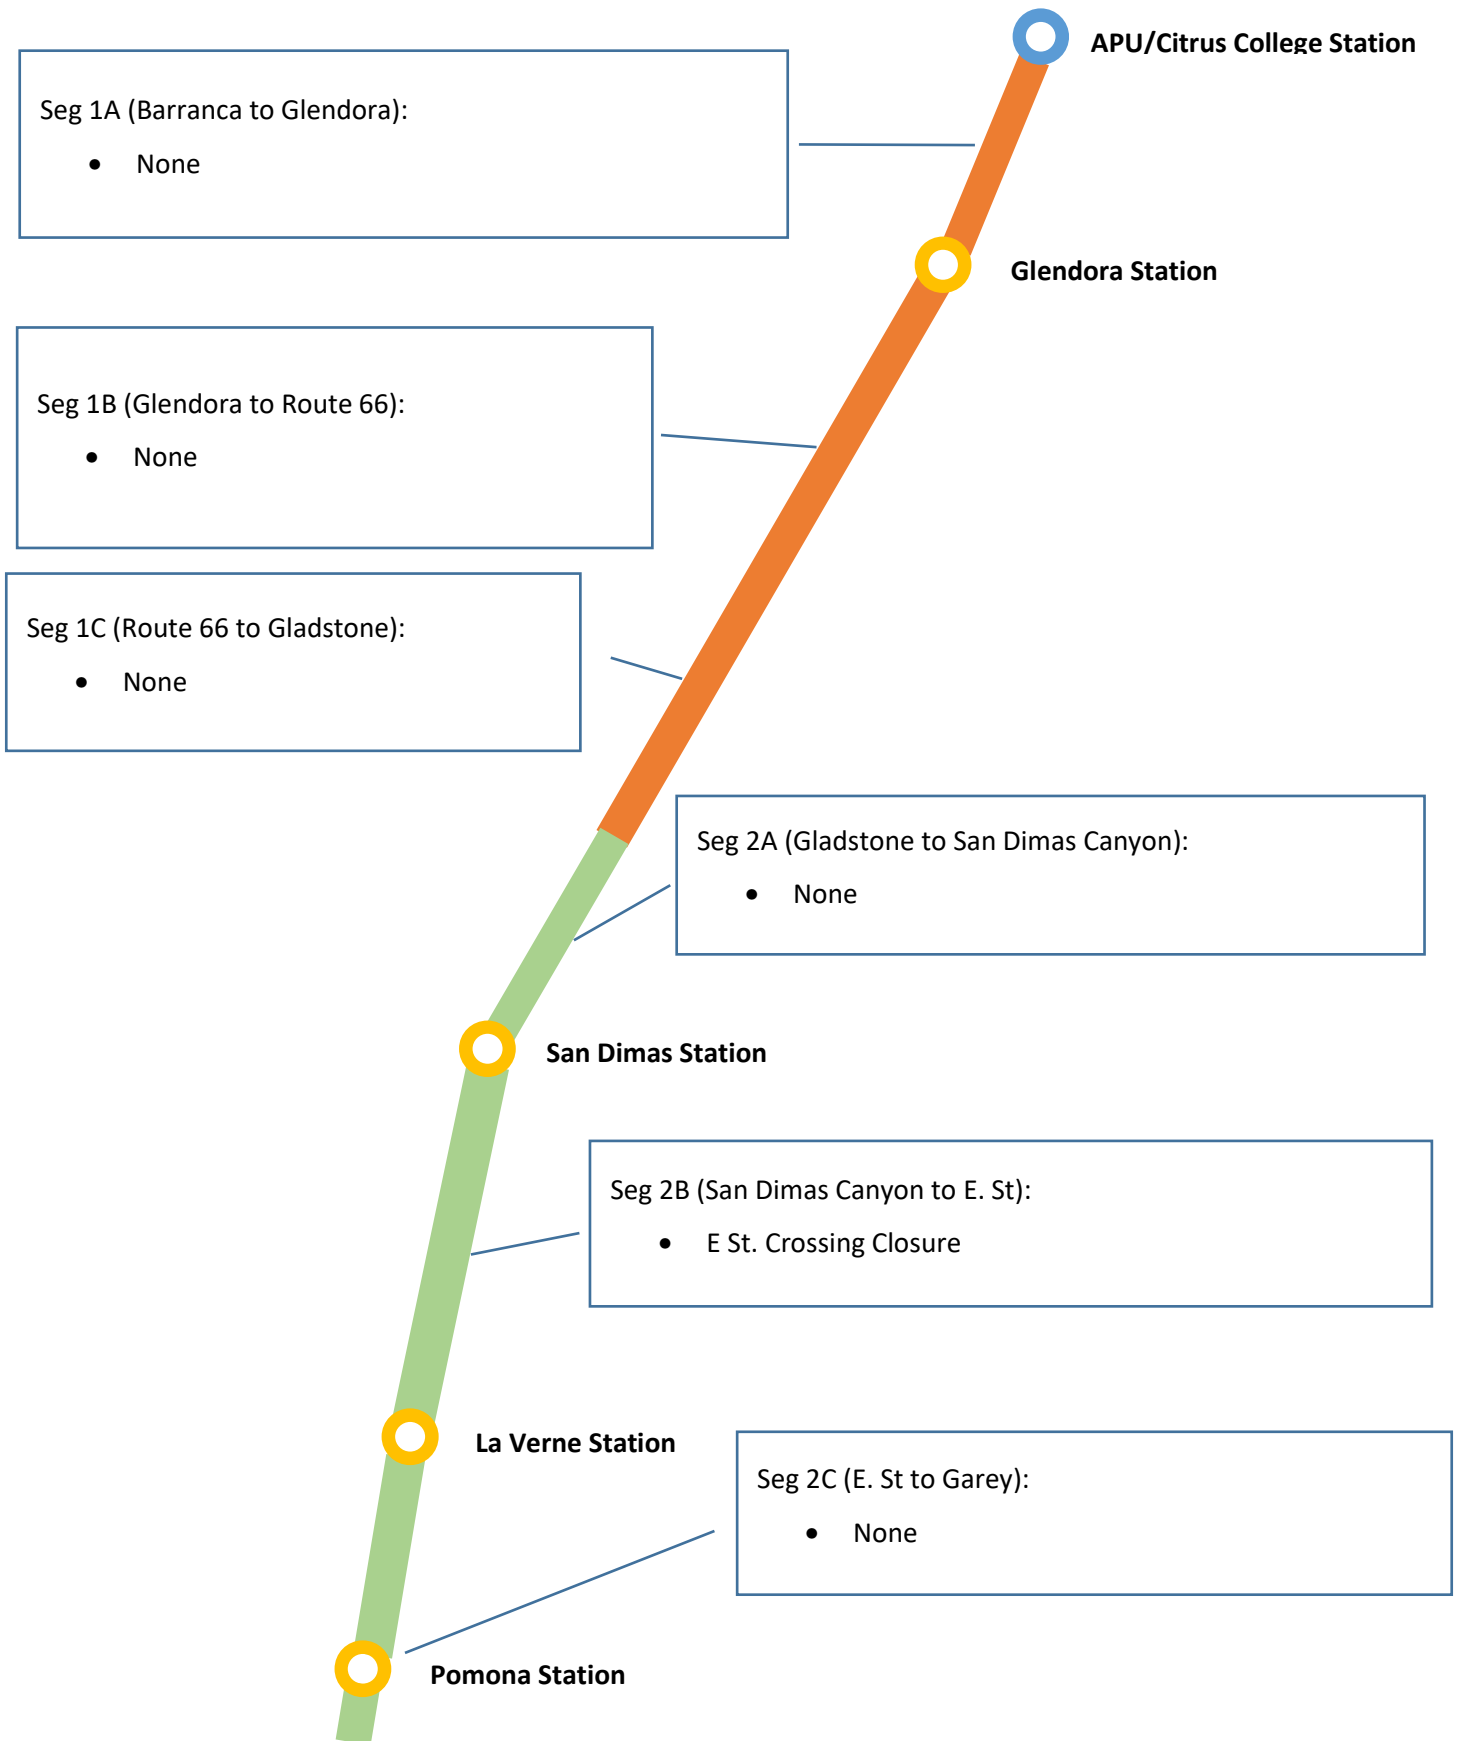 APU/Citrus College Station
Seg 1A (Barranca to Glendora):
• None
Glendora Station
Seg 1B (Glendora to Route 66):
• None
Seg 1C (Route 66 to Gladstone):
• None
Seg 2A (Gladstone to San Dimas Canyon):
• None
San Dimas Station
Seg 2B (San Dimas Canyon to E. St):
• E St. Crossing Closure
La Verne Station
Seg 2C (E. St to Garey):
• None
Pomona Station